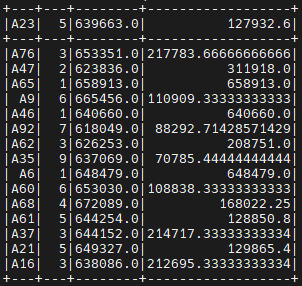 +---+---+--------+------------------+
|A23|  5|639663.0|          127932.6|
+---+---+--------+------------------+
|A76|  3|653351.0|217783.66666666666|
|A47|  2|623836.0|          311918.0|
|A65|  1|658913.0|          658913.0|
| A9|  6|665456.0|110909.33333333333|
|A46|  1|640660.0|          640660.0|
|A92|  7|618049.0| 88292.71428571429|
|A62|  3|626253.0|          208751.0|
|A35|  9|637069.0| 70785.44444444444|
| A6|  1|648479.0|          648479.0|
|A60|  6|653030.0|108838.33333333333|
|A68|  4|672089.0|         168022.25|
|A61|  5|644254.0|          128850.8|
|A37|  3|644152.0|214717.33333333334|
|A21|  5|649327.0|          129865.4|
|A16|  3|638086.0|212695.33333333334|
+---+---+--------+------------------+